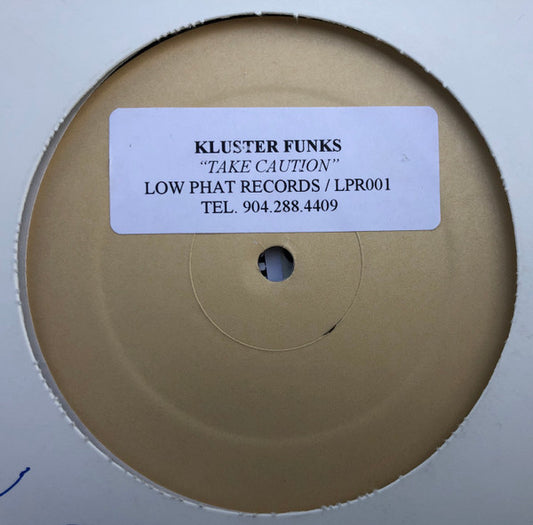 KLUSTER FUNKS
“TAKE CAUTION”
LOW PHAT RECORDS / LPR001
TEL. 904.288.4409